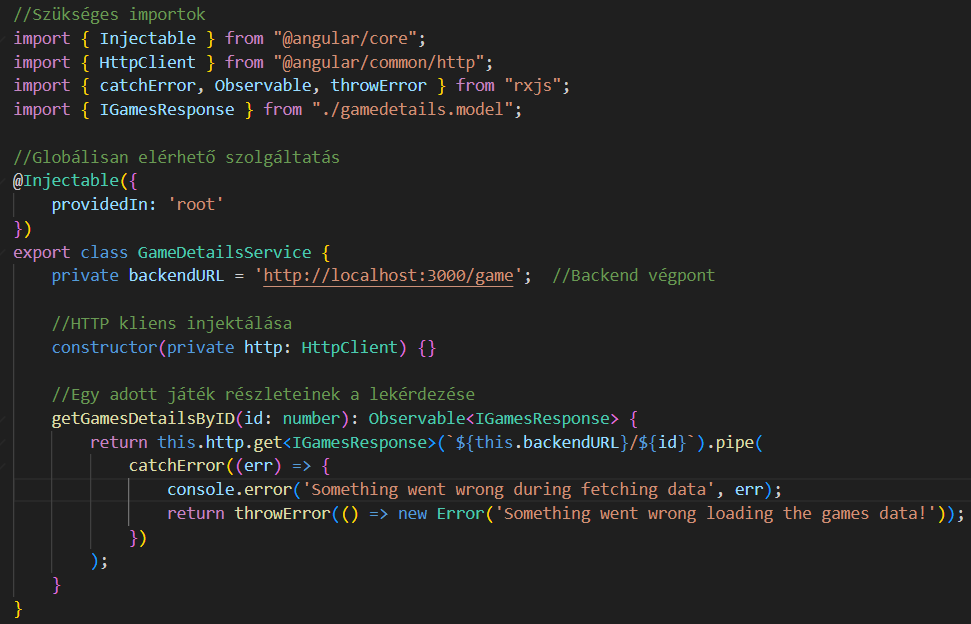 //Szükséges importok
import { Injectable } from "@angular/core";
import { HttpClient } from "@angular/common/http";
import { catchError, Observable, throwError } from "rxjs";
import { IGamesResponse } from "./gamedetails.model";
//Globálisan elérhető szolgáltatás
@Injectable({
    providedIn: 'root'
})
export class GameDetailsService {
    private backendURL = 'http://localhost:3000/game';  //Backend végpont
    //HTTP kliens injektálása
    constructor(private http: HttpClient) {}
    //Egy adott játék részleteinek a lekérdezése
    getGamesDetailsByID(id: number): Observable<IGamesResponse> {
        return this.http.get<IGamesResponse>(`${this.backendURL}/${id}`).pipe(
            catchError((err) => {
                console.error('Something went wrong during fetching data', err);
                return throwError(() => new Error('Something went wrong loading the games data!'));
            })
        );
    }
}